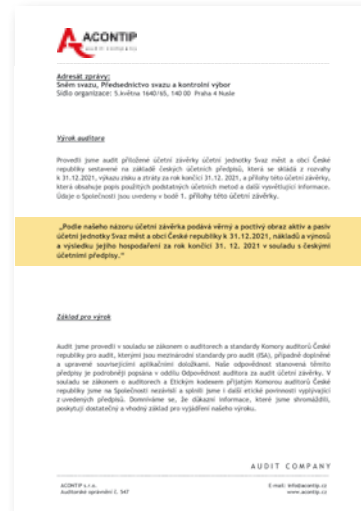 ACONTIP
audit company
Adresát zprávy:
Sněm svazu, Předsednictvo svazu a kontrolní výbor
Sídlo organizace: 5.května 1640/65, 140 00 Praha 4 Nusle
Výrok auditora
Provedli jsme audit přiložené účetní závěrky účetní jednotky Svaz měst a obcí České
republiky sestavené na základě českých účetních předpisů, která se skládá z rozvahy
k 31.12.2021, výkazu zisku a ztráty za rok končící 31.12. 2021, a přílohy této účetní závěrky,
která obsahuje popis použitých podstatných účetních metod a další vysvětlující informace.
Údaje o Společnosti jsou uvedeny v bodě 1. přílohy této účetní závěrky.
„Podle našeho názoru účetní závěrka podává věrný a poctivý obraz aktiv a pasiv
účetní jednotky Svaz měst a obcí České republiky k 31.12.2021, nákladů a výnosů
a výsledku jejího hospodaření za rok končící 31. 12. 2021 v souladu s českými
účetními předpisy.“
Základ pro výrok
Audit jsme provedli v souladu se zákonem o auditorech a standardy Komory auditorů České
republiky pro audit, kterými jsou mezinárodní standardy pro audit (ISA), případně doplněné
a upravené souvisejícími aplikačními doložkami. Naše odpovědnost stanovená těmito
předpisy je podrobněji popsána v oddílu Odpovědnost auditora za audit účetní závěrky. V
souladu se zákonem o auditorech a Etickým kodexem přijatým Komorou auditorů České
republiky jsme na Společnosti nezávislí a splnili jsme i další etické povinnosti vyplývající
z uvedených předpisů. Domníváme se, že důkazní informace, které jsme shromáždili,
poskytují dostatečný a vhodný základ pro vyjádření našeho výroku.
AUDIT COMPANY
ACONTIP s.r.o.
Auditorské oprávnění č. 547
E-mail: info@acontip.cz
www.acontip.cz